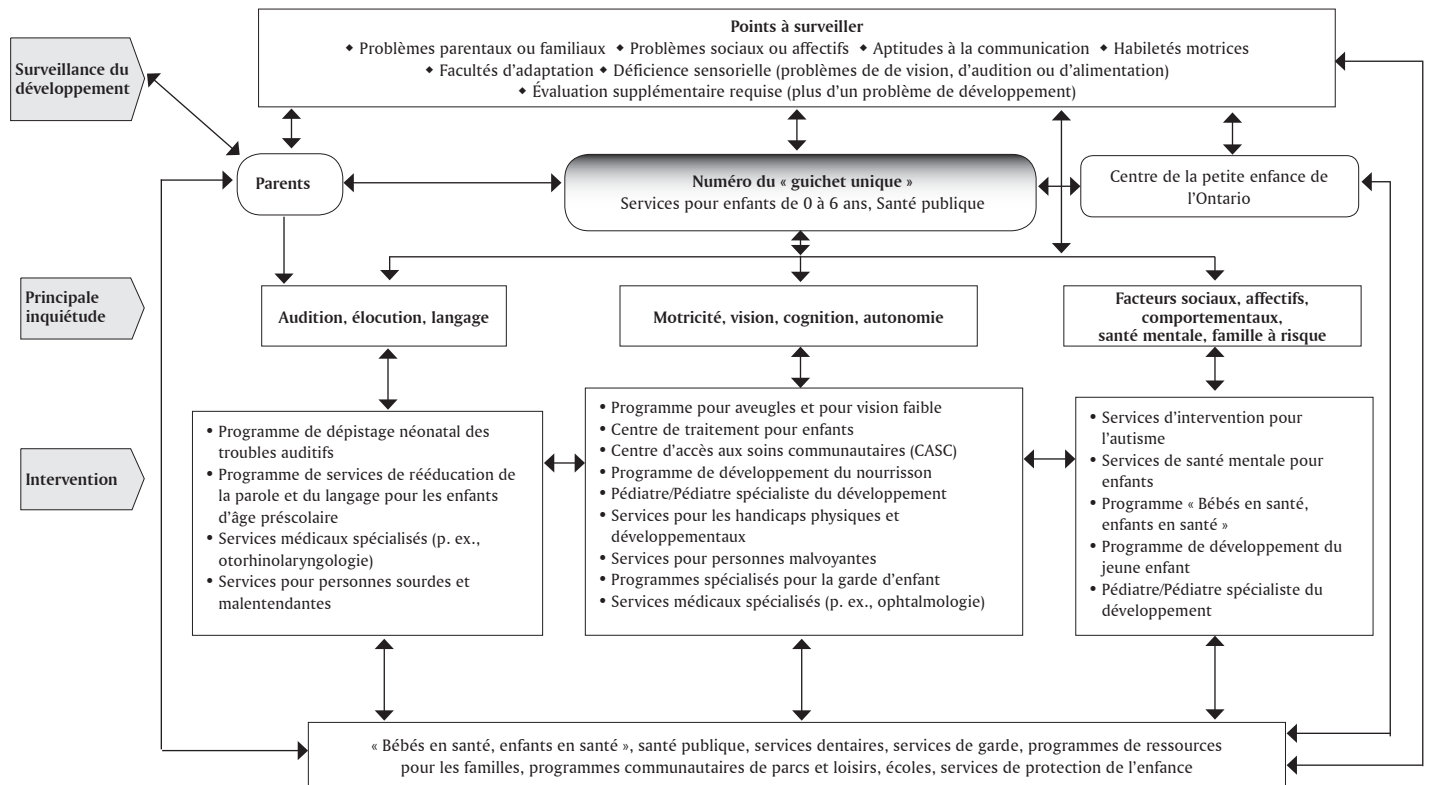 Points à surveiller
◆ Problèmes parentaux ou familiaux ◆ Problèmes sociaux ou affectifs ◆ Aptitudes à la communication ◆ Habiletés motrices
◆ Facultés d'adaptation ◆ Déficience sensorielle (problèmes de de vision, d'audition ou d'alimentation)
◆ Évaluation supplémentaire requise (plus d'un problème de développement)
Surveillance du
développement
Parents
Numéro du « guichet unique »
Services pour enfants de 0 à 6 ans, Santé publique
Centre de la petite enfance de
l'Ontario
Principale
inquiétude
Audition, élocution, langage
Motricité, vision, cognition, autonomie
Facteurs sociaux, affectifs,
comportementaux,
santé mentale, famille à risque
Intervention
• Programme de dépistage néonatal des
troubles auditifs
• Programme de services de rééducation de
la parole et du langage pour les enfants
d'âge préscolaire
• Services médicaux spécialisés (p. ex.,
otorhinolaryngologie)
• Services pour personnes sourdes et
malentendantes
• Programme pour aveugles et pour vision faible
• Centre de traitement pour enfants
• Centre d'accès aux soins communautaires (CASC)
• Programme de développement du nourrisson
• Pédiatre/Pédiatre spécialiste du développement
• Services pour les handicaps physiques et
développementaux
• Services pour personnes malvoyantes
• Programmes spécialisés pour la garde d'enfant
• Services médicaux spécialisés (p. ex., ophtalmologie)
• Services d'intervention pour
l'autisme
• Services de santé mentale pour
enfants
• Programme « Bébés en santé,
enfants en santé »
• Programme de développement du
jeune enfant
• Pédiatre/Pédiatre spécialiste du
développement
« Bébés en santé, enfants en santé », santé publique, services dentaires, services de garde, programmes de ressources
pour les familles, programmes communautaires de parcs et loisirs, écoles, services de protection de l'enfance